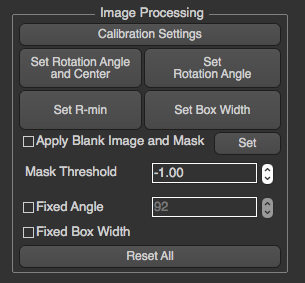 Image Processing
Calibration Settings
Set Rotation Angle
and Center
Set
Rotation Angle
Set R-min
Set Box Width
Apply Blank Image and Mask
Set
Mask Threshold
-1.00
Fixed Angle
92
Fixed Box Width
Reset All